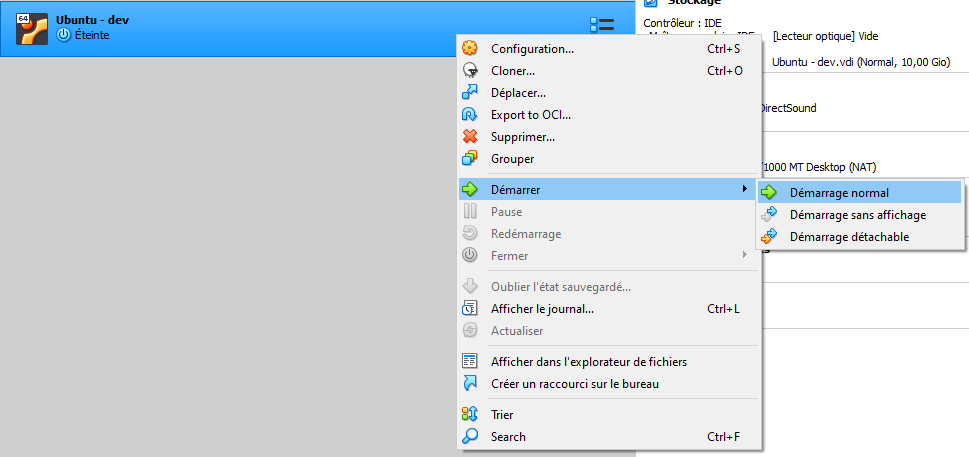 64
Ubuntu - dev
Éteinte
Configuration... Ctrl+S
Cloner... Ctrl+O
Déplacer...
Export to OCI...
Supprimer...
Grouper
Démarrer
Pause
Redémarrage
Fermer
Oublier l'état sauvegardé...
Afficher le journal... Ctrl+L
Actualiser
Afficher dans l'explorateur de fichiers
Créer un raccourci sur le bureau
Trier
Search Ctrl+F
Démarrage normal
Démarrage sans affichage
Démarrage détachable
Stockage
Contrôleur : IDE
[Lecteur optique] Vide
Ubuntu - dev.vdi (Normal, 10,00 Gio)
DirectSound
/1000 MT Desktop (NAT)